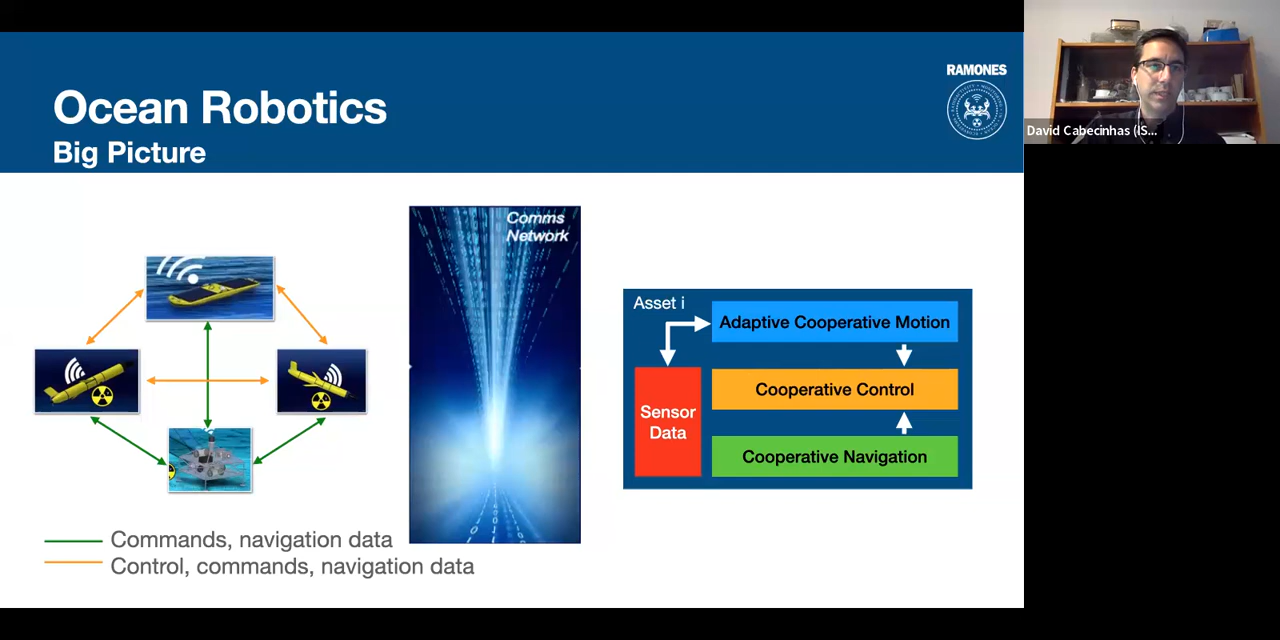 Ocean Robotics
Big Picture
RAMONES
David Cabecinhas (IS...
Comms
Network
Asset i
Adaptive Cooperative Motion
Cooperative Control
Sensor
Data
Cooperative Navigation
Commands, navigation data
Control, commands, navigation data